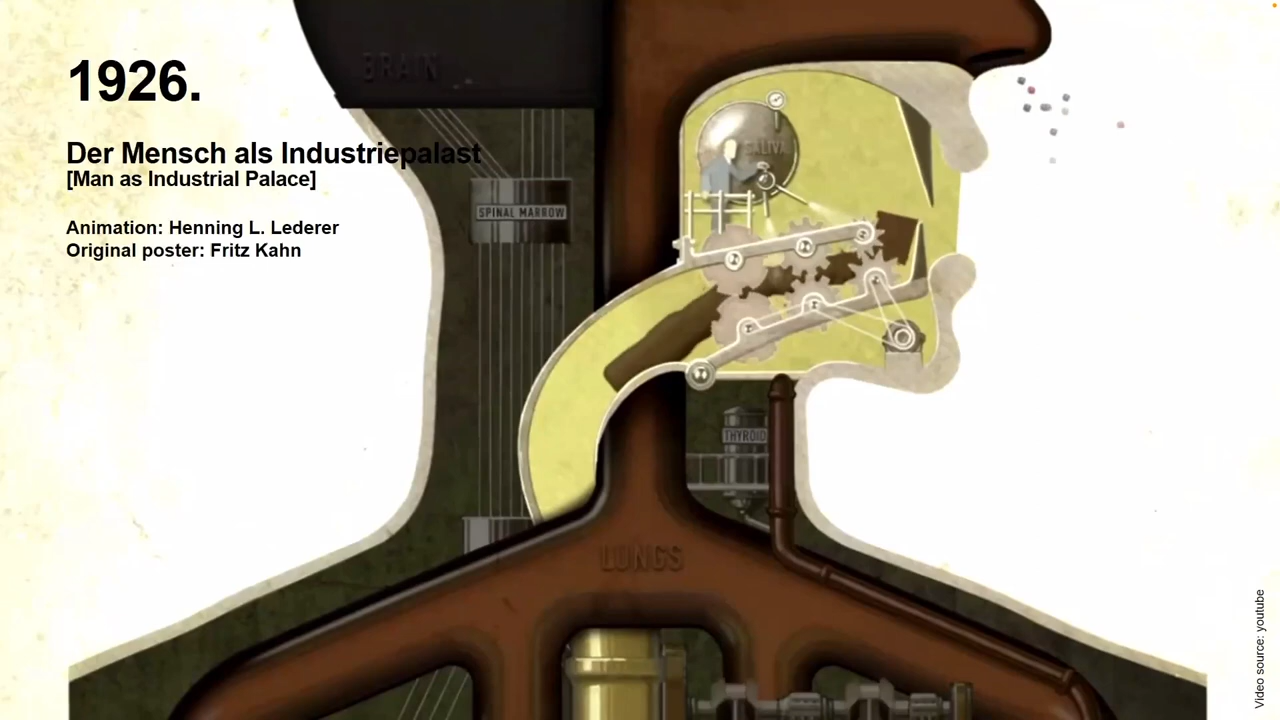 1926.
Der Mensch als Industriepalast
[Man as Industrial Palace]
Animation: Henning L. Lederer
Original poster: Fritz Kahn
BRAIN
SALIVA
SPINAL MARROW
THYROID
LUNGS
Video source: youtube